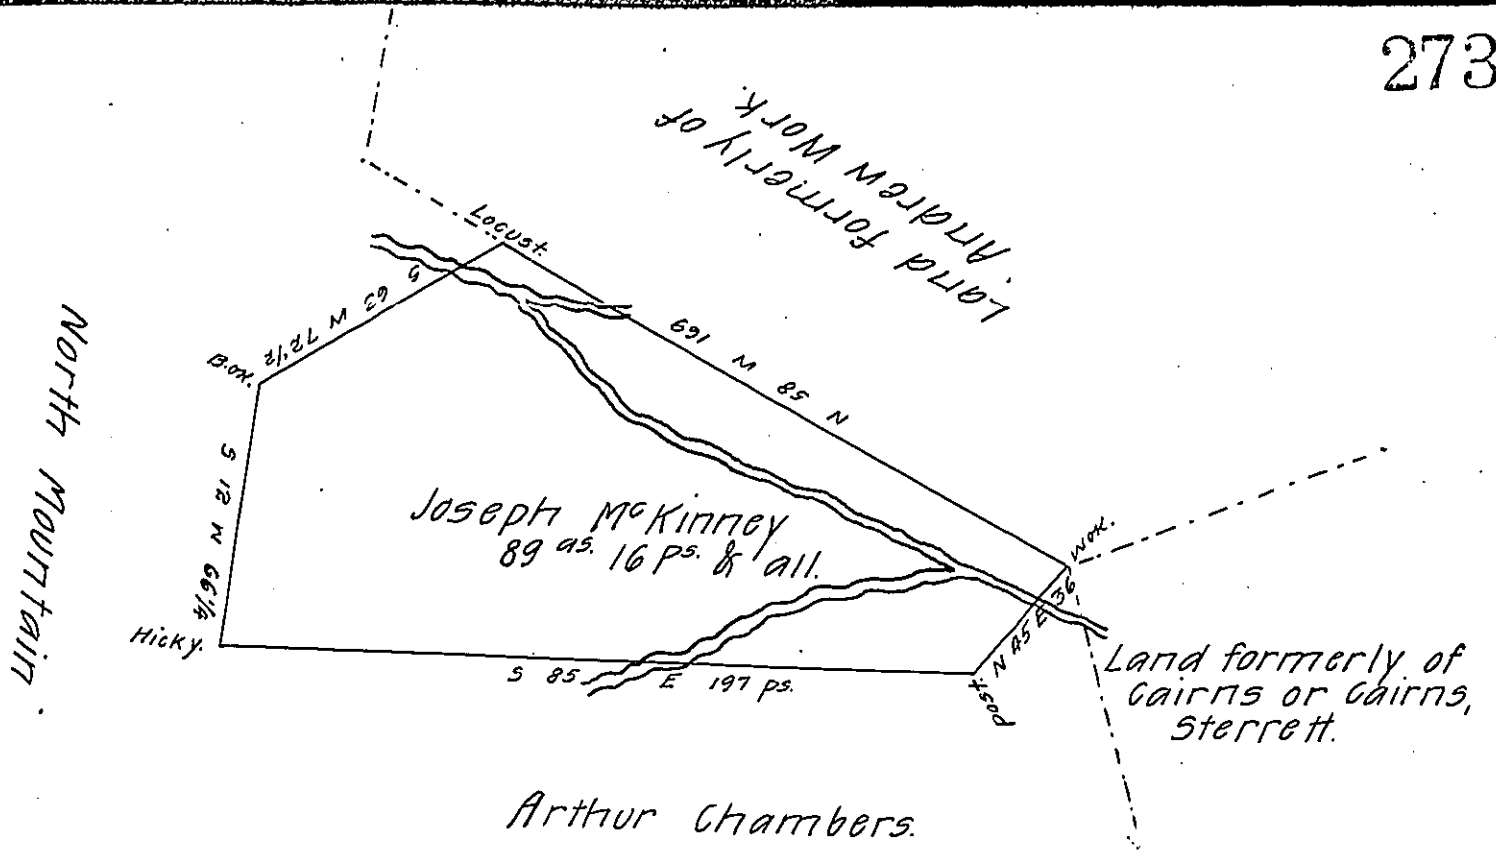 273
Land formerly of
Andrew Work.
Locust.
S 63 W 72 1/2
B.ok.
N 58 W 169
North Mountain
S 12 W 66 1/4
Joseph McKinney
89 as. 16 ps. & all.
W ok.
N 45 E 36
Hicky.
S 85 E 197 ps.
post.
Land formerly of
Cairns or Cairns,
Sterrett.
Arthur Chambers.